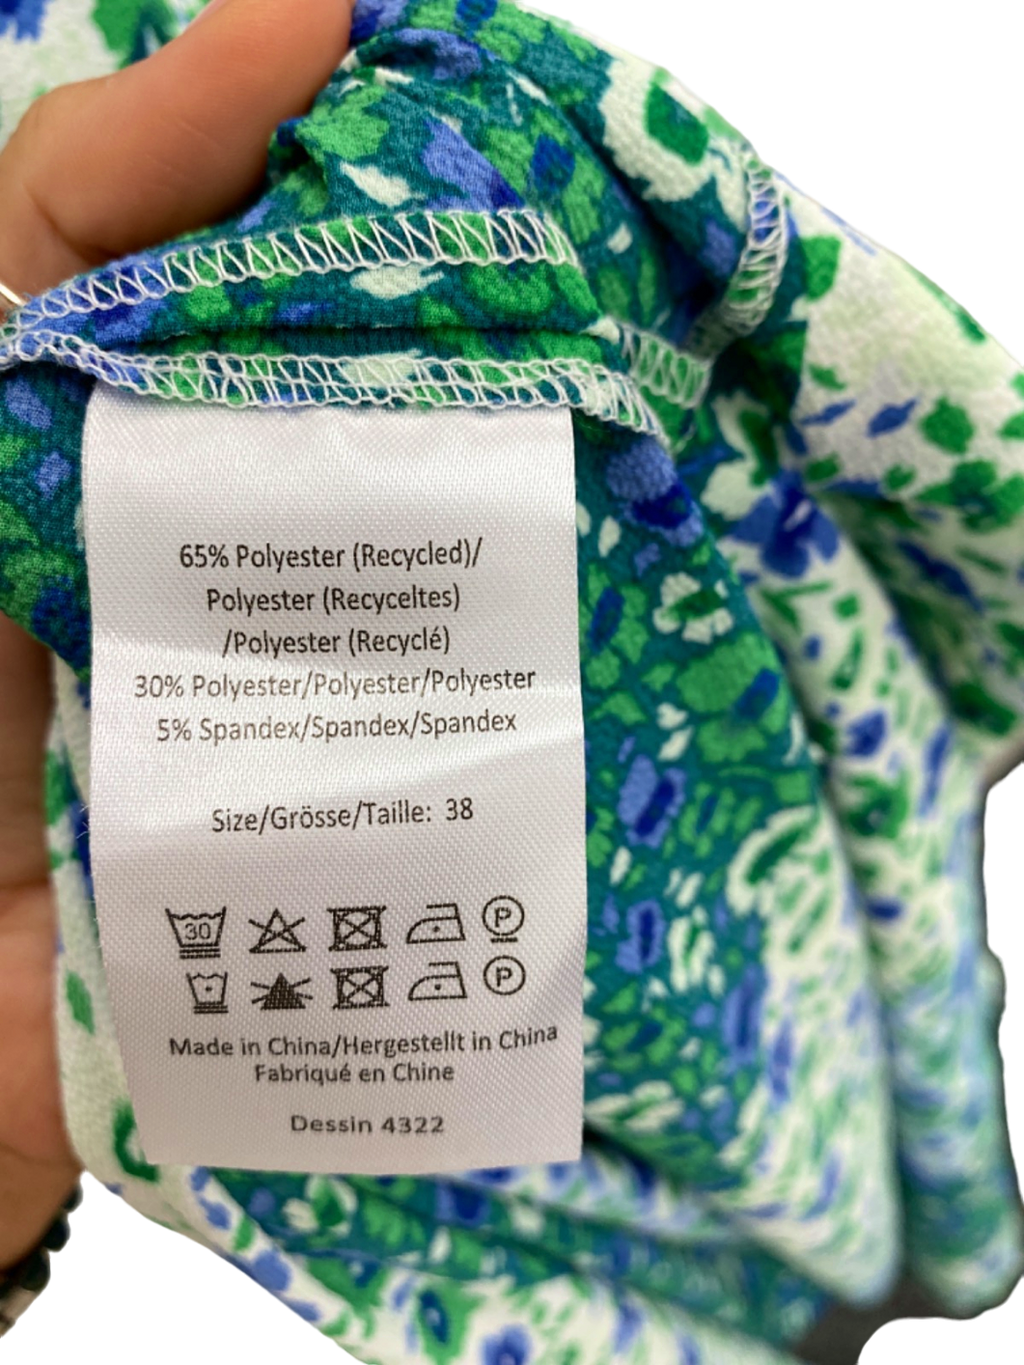 65% Polyester (Recycled)/
Polyester (Recyceltes)
/Polyester (Recyclé)
30% Polyester/Polyester/Polyester
5% Spandex/Spandex/Spandex
Size/Grösse/Taille: 38
30 P
P
Made in China/Hergestellt in China
Fabriqué en Chine
Dessin 4322